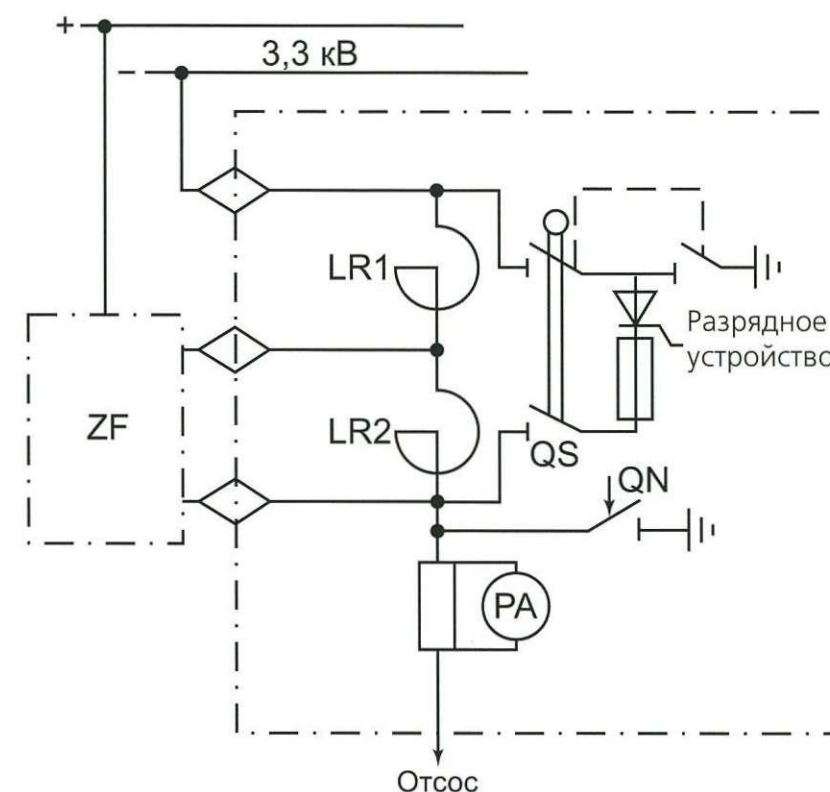 +
–
3,3 кВ
LR1
Разрядное
устройство
ZF
LR2
QS
QN
PA
Отсос